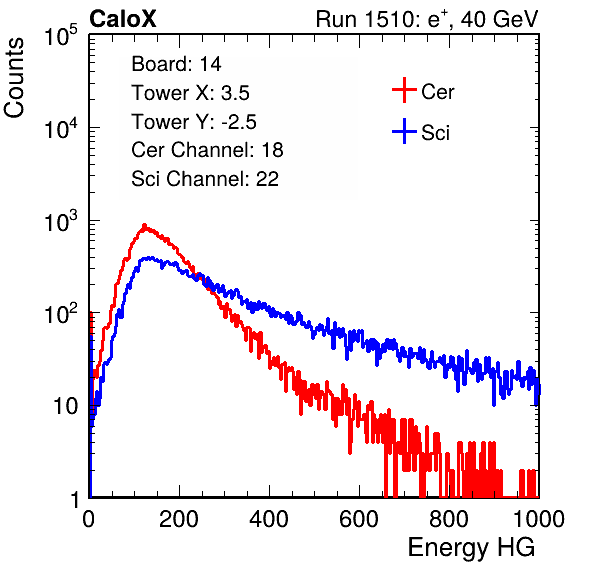 CaloX Run 1510: e⁺, 40 GeV
Counts
Board: 14
Tower X: 3.5
Tower Y: -2.5
Cer Channel: 18
Sci Channel: 22
Cer
Sci
10⁵
10⁴
10³
10²
10
1
0 200 400 600 800 1000
Energy HG